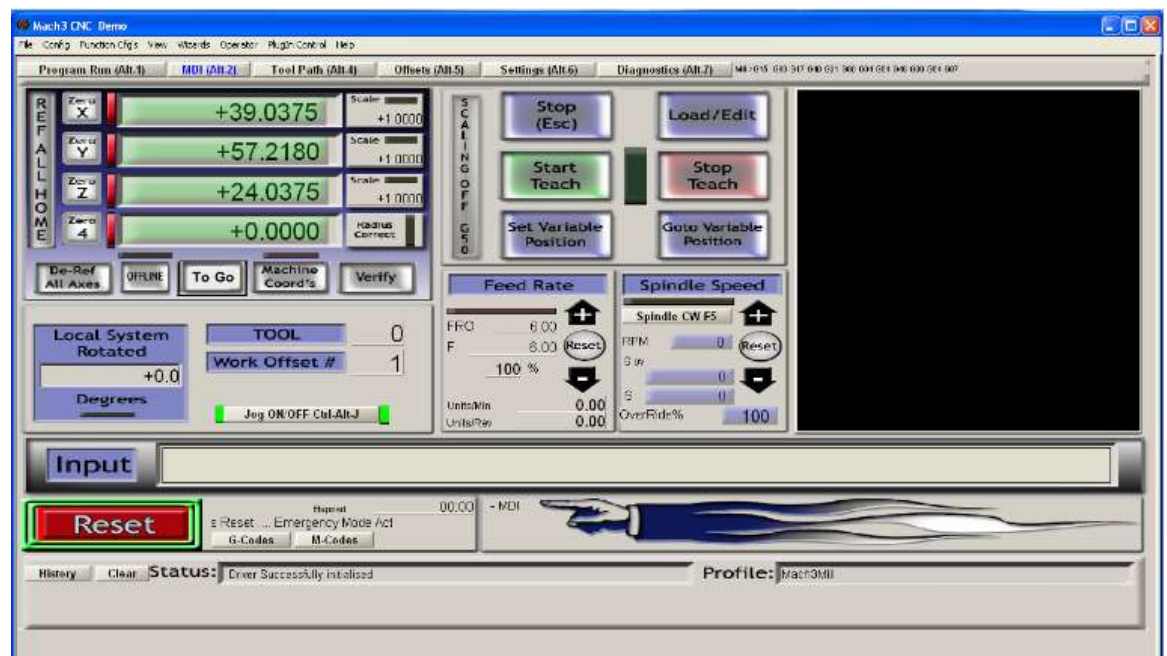 Mach3 CNC Demo
File Config Function Cfg's View Wizards Operator PlugIn Control Help
Program Run (Alt-1) MDI (Alt-2) Tool Path (Alt-4) Offsets (Alt-5) Settings (Alt-6) Diagnostics (Alt-7)
REF ALL HOME
Zero X +39.0375 Scale +1.0000
Zero Y +57.2180 Scale +1.0000
Zero Z +24.0375 Scale +1.0000
Zero 4 +0.0000 Radius Correct
De-Ref All Axes OFFLINE To Go Machine Coord's Verify
SCALING OFF G50
Stop (Esc) Load/Edit
Start Teach Stop Teach
Set Variable Position Goto Variable Position
Local System Rotated
+0.0
Degrees
TOOL 0
Work Offset # 1
Jog ON/OFF Ctrl-Alt-J
Feed Rate
FRO 6.00
F 6.00 Reset
100 %
Units/Min 0.00
Units/Rev 0.00
Spindle Speed
Spindle CW F5
RPM 0 Reset
S ov 0
S 0
OverRide% 100
Input
Reset
Elapsed 00:00
s Reset ... Emergency Mode Act
G-Codes M-Codes
- MDI
History Clear Status: Driver Successfully initialised Profile: Mach3Mill